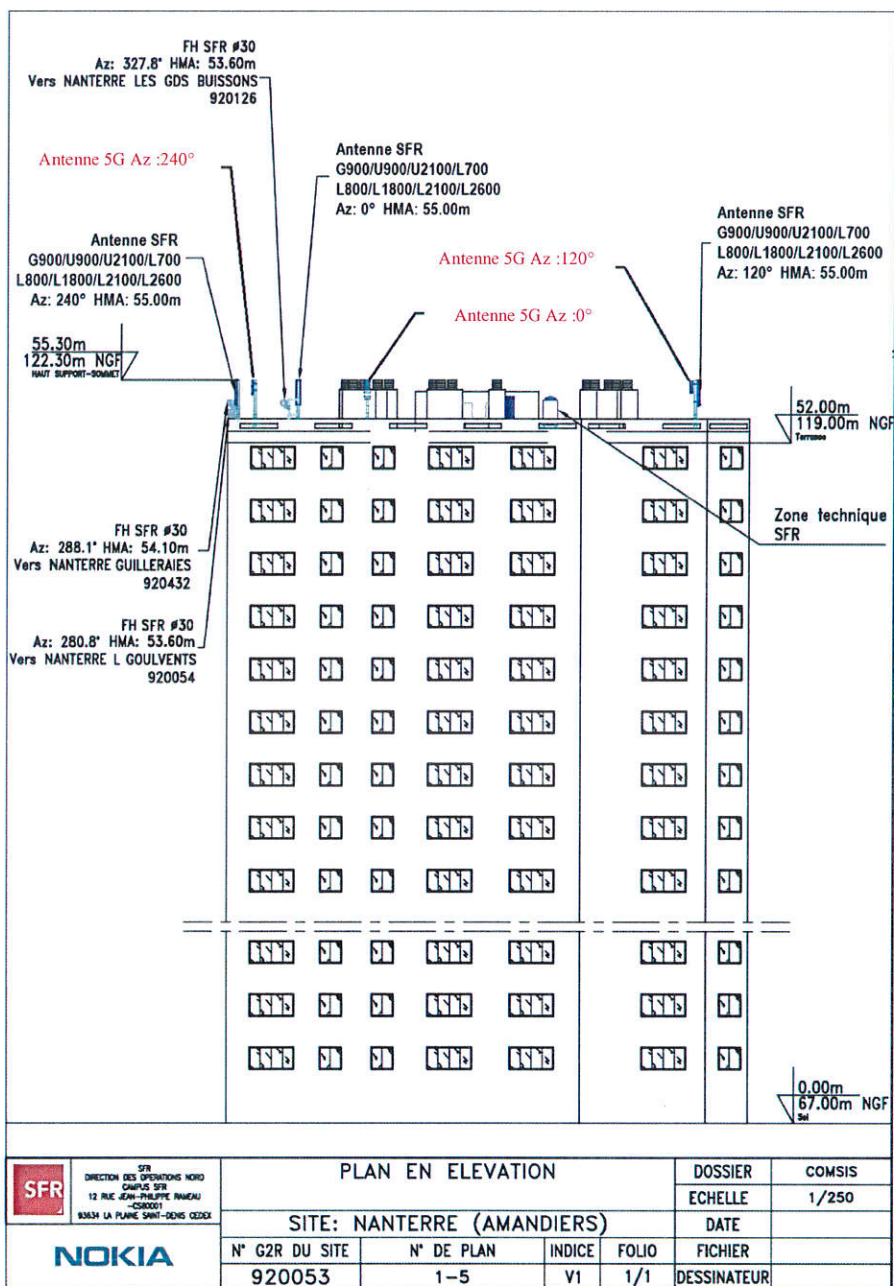 FH SFR ø30
Az: 327.8° HMA: 53.60m
Vers NANTERRE LES GDS BUISSONS
920126
Antenne 5G Az :240°
Antenne SFR
G900/U900/U2100/L700
L800/L1800/L2100/L2600
Az: 0° HMA: 55.00m
Antenne SFR
G900/U900/U2100/L700
L800/L1800/L2100/L2600
Az: 120° HMA: 55.00m
Antenne SFR
G900/U900/U2100/L700
L800/L1800/L2100/L2600
Az: 240° HMA: 55.00m
Antenne 5G Az :120°
Antenne 5G Az :0°
55.30m
122.30m NGF
HAUT SUPPORT-SOMMET
52.00m
119.00m NGF
Terrasse
Zone technique
SFR
FH SFR ø30
Az: 288.1° HMA: 54.10m
Vers NANTERRE GUILLERAIES
920432
FH SFR ø30
Az: 280.8° HMA: 53.60m
Vers NANTERRE L GOULVENTS
920054
0.00m
67.00m NGF
Sol
SFR
SFR
DIRECTION DES OPERATIONS NORD
CAMPUS SFR
12 RUE JEAN-PHILIPPE RAMEAU
-CS80001
93634 LA PLAINE SAINT-DENIS CEDEX
NOKIA
PLAN EN ELEVATION
SITE: NANTERRE (AMANDIERS)
N° G2R DU SITE
N° DE PLAN
INDICE
FOLIO
920053
1-5
V1
1/1
DOSSIER
COMSIS
ECHELLE
1/250
DATE
FICHIER
DESSINATEUR